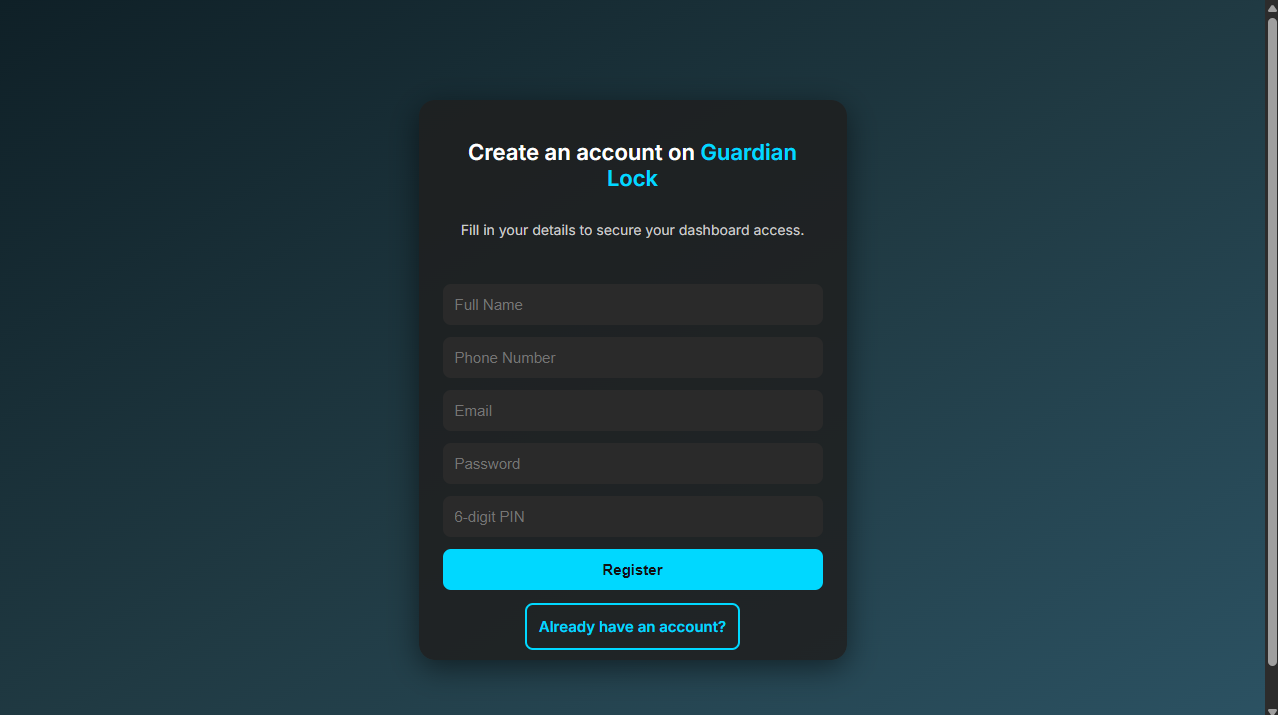 Create an account on Guardian
Lock
Fill in your details to secure your dashboard access.
Full Name
Phone Number
Email
Password
6-digit PIN
Register
Already have an account?